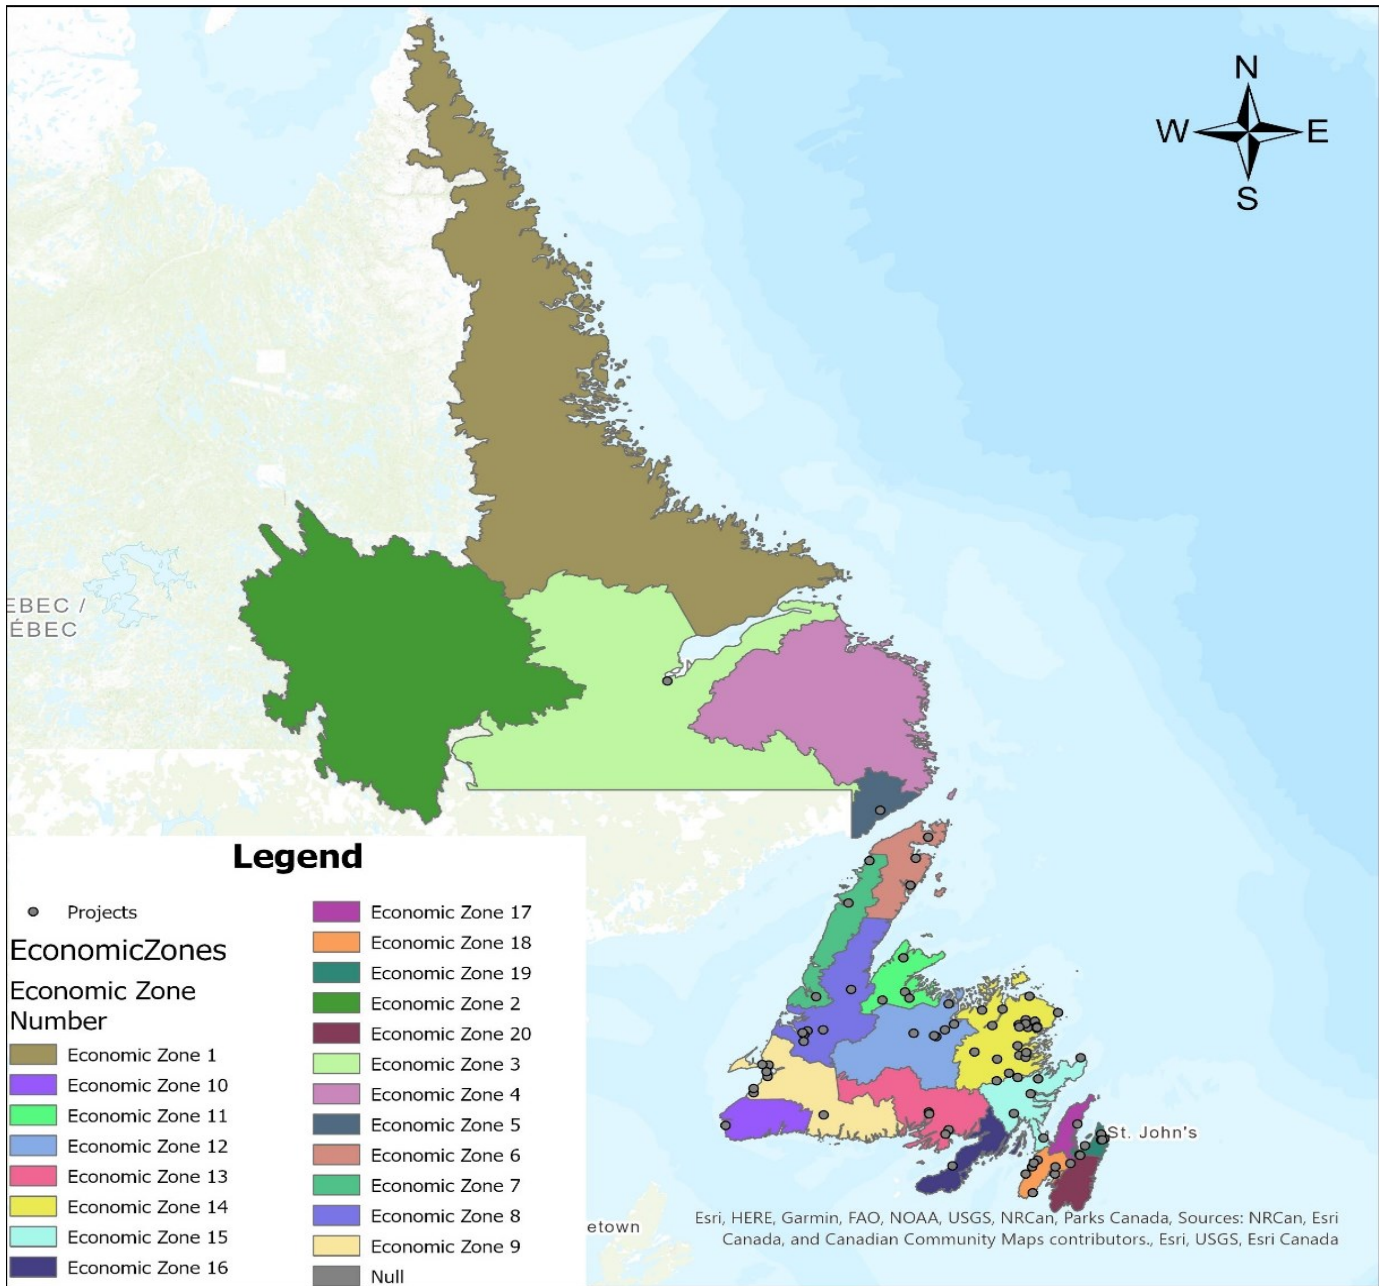 N
W E
S
EBEC /
ÉBEC
Legend
Projects
EconomicZones
Economic Zone
Number
Economic Zone 1
Economic Zone 10
Economic Zone 11
Economic Zone 12
Economic Zone 13
Economic Zone 14
Economic Zone 15
Economic Zone 16
Economic Zone 17
Economic Zone 18
Economic Zone 19
Economic Zone 2
Economic Zone 20
Economic Zone 3
Economic Zone 4
Economic Zone 5
Economic Zone 6
Economic Zone 7
Economic Zone 8
Economic Zone 9
Null
St. John's
etown
Esri, HERE, Garmin, FAO, NOAA, USGS, NRCan, Parks Canada, Sources: NRCan, Esri
Canada, and Canadian Community Maps contributors., Esri, USGS, Esri Canada